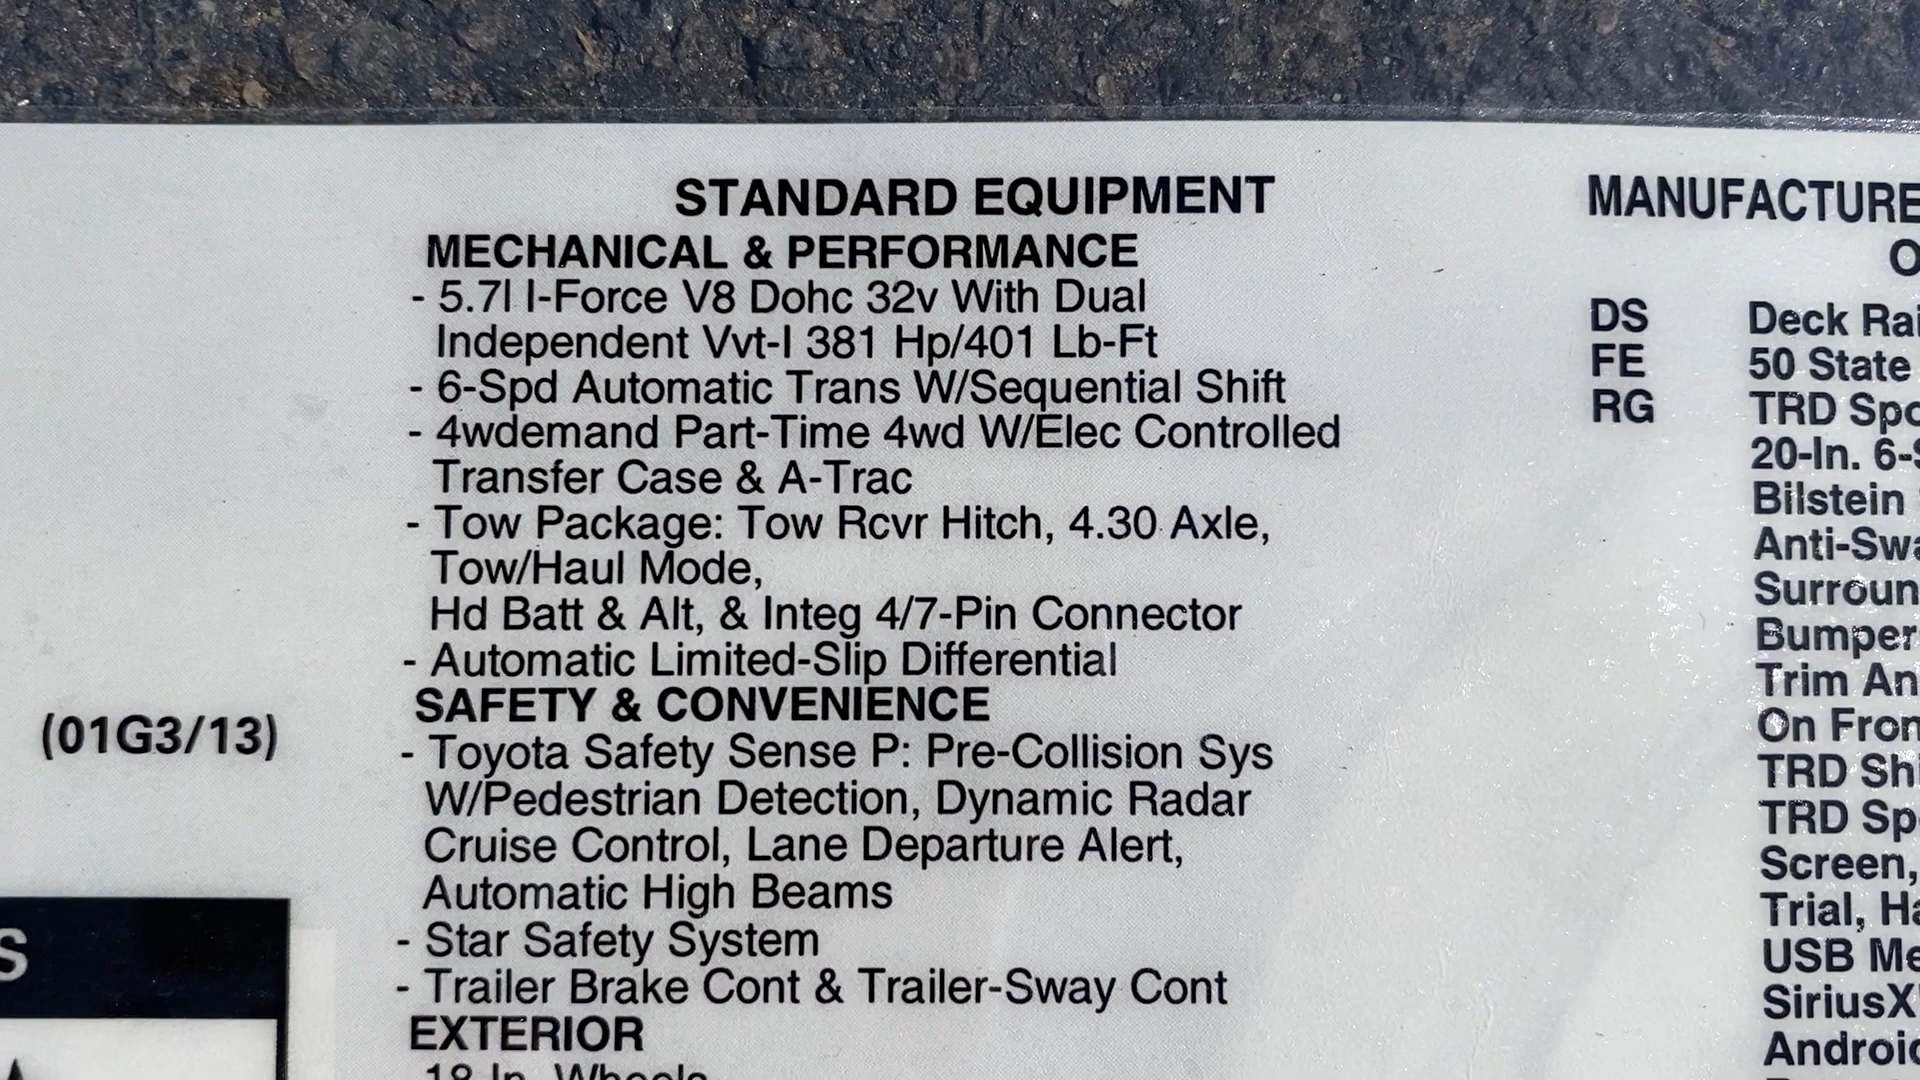 STANDARD EQUIPMENT
MECHANICAL & PERFORMANCE
- 5.7l I-Force V8 Dohc 32v With Dual
Independent Vvt-I 381 Hp/401 Lb-Ft
- 6-Spd Automatic Trans W/Sequential Shift
- 4wdemand Part-Time 4wd W/Elec Controlled
Transfer Case & A-Trac
- Tow Package: Tow Rcvr Hitch, 4.30 Axle,
Tow/Haul Mode,
Hd Batt & Alt, & Integ 4/7-Pin Connector
- Automatic Limited-Slip Differential
SAFETY & CONVENIENCE
- Toyota Safety Sense P: Pre-Collision Sys
W/Pedestrian Detection, Dynamic Radar
Cruise Control, Lane Departure Alert,
Automatic High Beams
- Star Safety System
- Trailer Brake Cont & Trailer-Sway Cont
EXTERIOR
18-In. Wheels
(01G3/13)
S
MANUFACTURE
O
DS Deck Rai
FE 50 State
RG TRD Spo
20-In. 6-S
Bilstein
Anti-Swa
Surroun
Bumper
Trim An
On Fron
TRD Shi
TRD Sp
Screen,
Trial, Ha
USB Me
SiriusX
Android